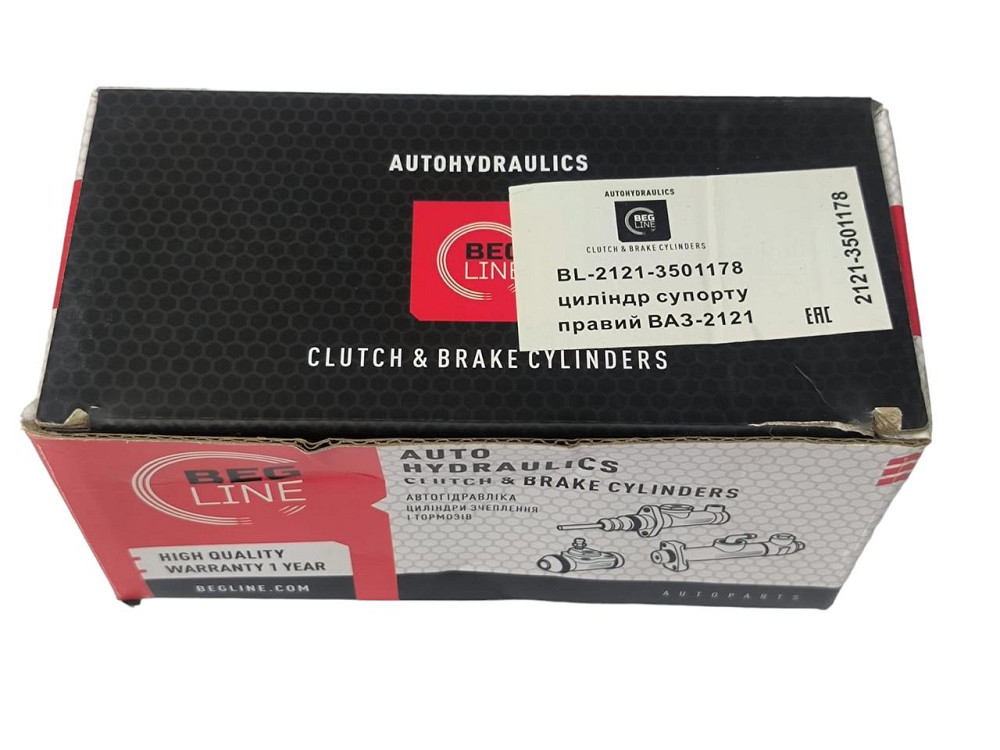 AUTOHYDRAULICS
BEG
LINE
CLUTCH & BRAKE CYLINDERS
AUTOHYDRAULICS
BEG
LINE
CLUTCH & BRAKE CYLINDERS
BL-2121-3501178
циліндр супорту
правий ВАЗ-2121
EAC
2121-3501178
BEG
LINE
HIGH QUALITY
WARRANTY 1 YEAR
BEGLINE.COM
AUTO
HYDRAULICS
CLUTCH & BRAKE CYLINDERS
АВТОГІДРАВЛІКА
ЦИЛІНДРИ ЗЧЕПЛЕННЯ
І ТОРМОЗІВ
AUTOPARTS